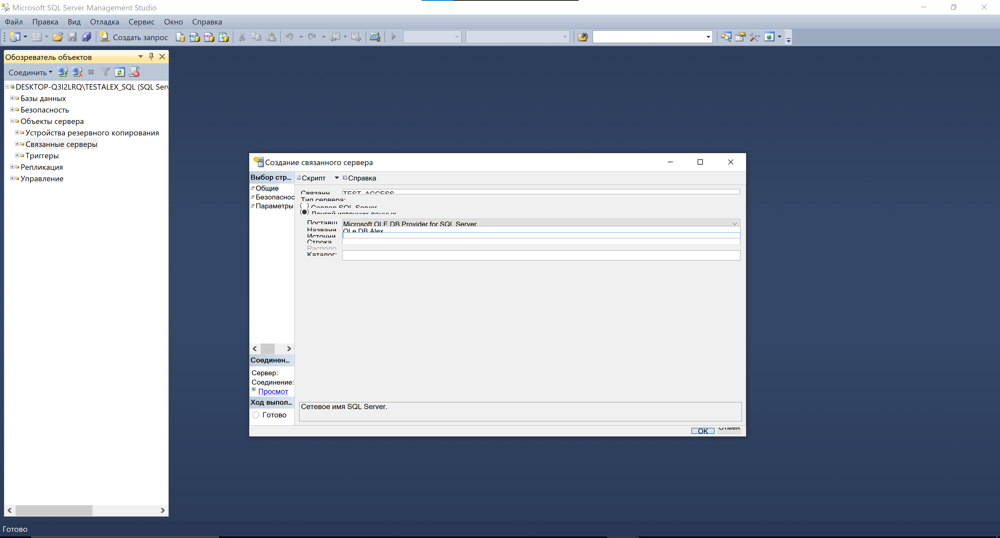 Microsoft SQL Server Management Studio
Файл Правка Вид Отладка Сервис Окно Справка
Создать запрос
Обозреватель объектов
Соединить
DESKTOP-Q3I2LRQ\TESTALEX_SQL (SQL Serv
Базы данных
Безопасность
Объекты сервера
Устройства резервного копирования
Связанные серверы
Триггеры
Репликация
Управление
Создание связанного сервера
Выбор стр...
Скрипт Справка
Общие
Безопаснос
Параметры
Связанн TEST_ACCESS
Тип сервера:
Сервер SQL Server
Другой источник данных
Поставщ Microsoft OLE DB Provider for SQL Server
Названи OLe DB Alex
Источни
Строка
Располо
Каталог:
Соединен...
Сервер:
Соединение:
Просмот
Ход выпол...
Готово
Сетевое имя SQL Server.
OK Отмен
Готово